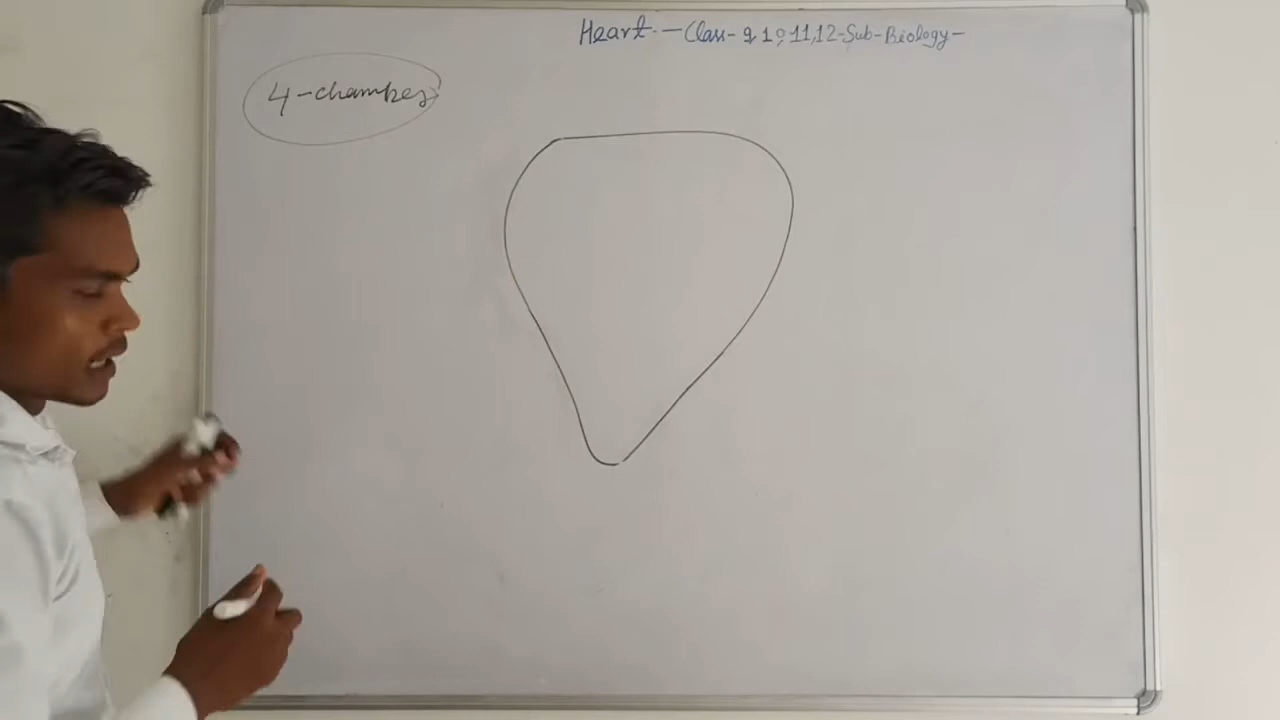 Heart - Class - 9, 10, 11, 12 - Sub - Biology -
4 - chambers